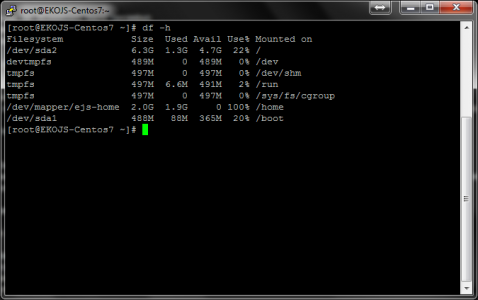 root@EKOJS-Centos7:~
[root@EKOJS-Centos7 ~]# df -h
Filesystem Size Used Avail Use% Mounted on
/dev/sda2 6.3G 1.3G 4.7G 22% /
devtmpfs 489M 0 489M 0% /dev
tmpfs 497M 0 497M 0% /dev/shm
tmpfs 497M 6.6M 491M 2% /run
tmpfs 497M 0 497M 0% /sys/fs/cgroup
/dev/mapper/ejs-home 2.0G 1.9G 0 100% /home
/dev/sda1 488M 88M 365M 20% /boot
[root@EKOJS-Centos7 ~]#